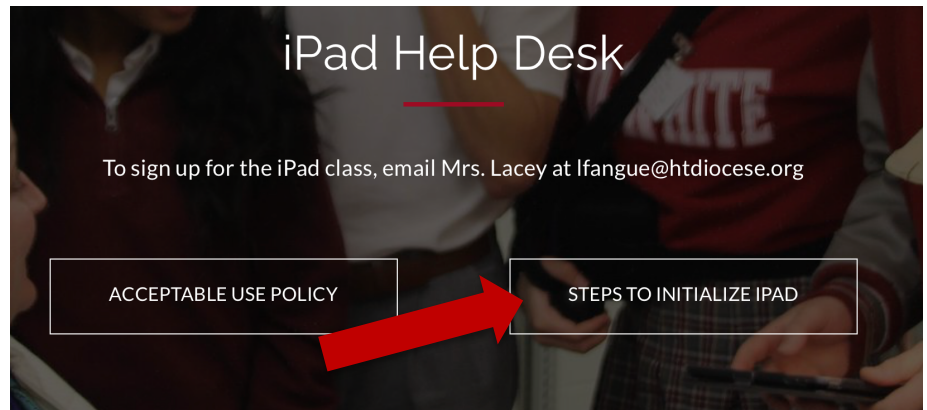 iPad Help Desk
To sign up for the iPad class, email Mrs. Lacey at lfangue@htdiocese.org
ACCEPTABLE USE POLICY
STEPS TO INITIALIZE IPAD